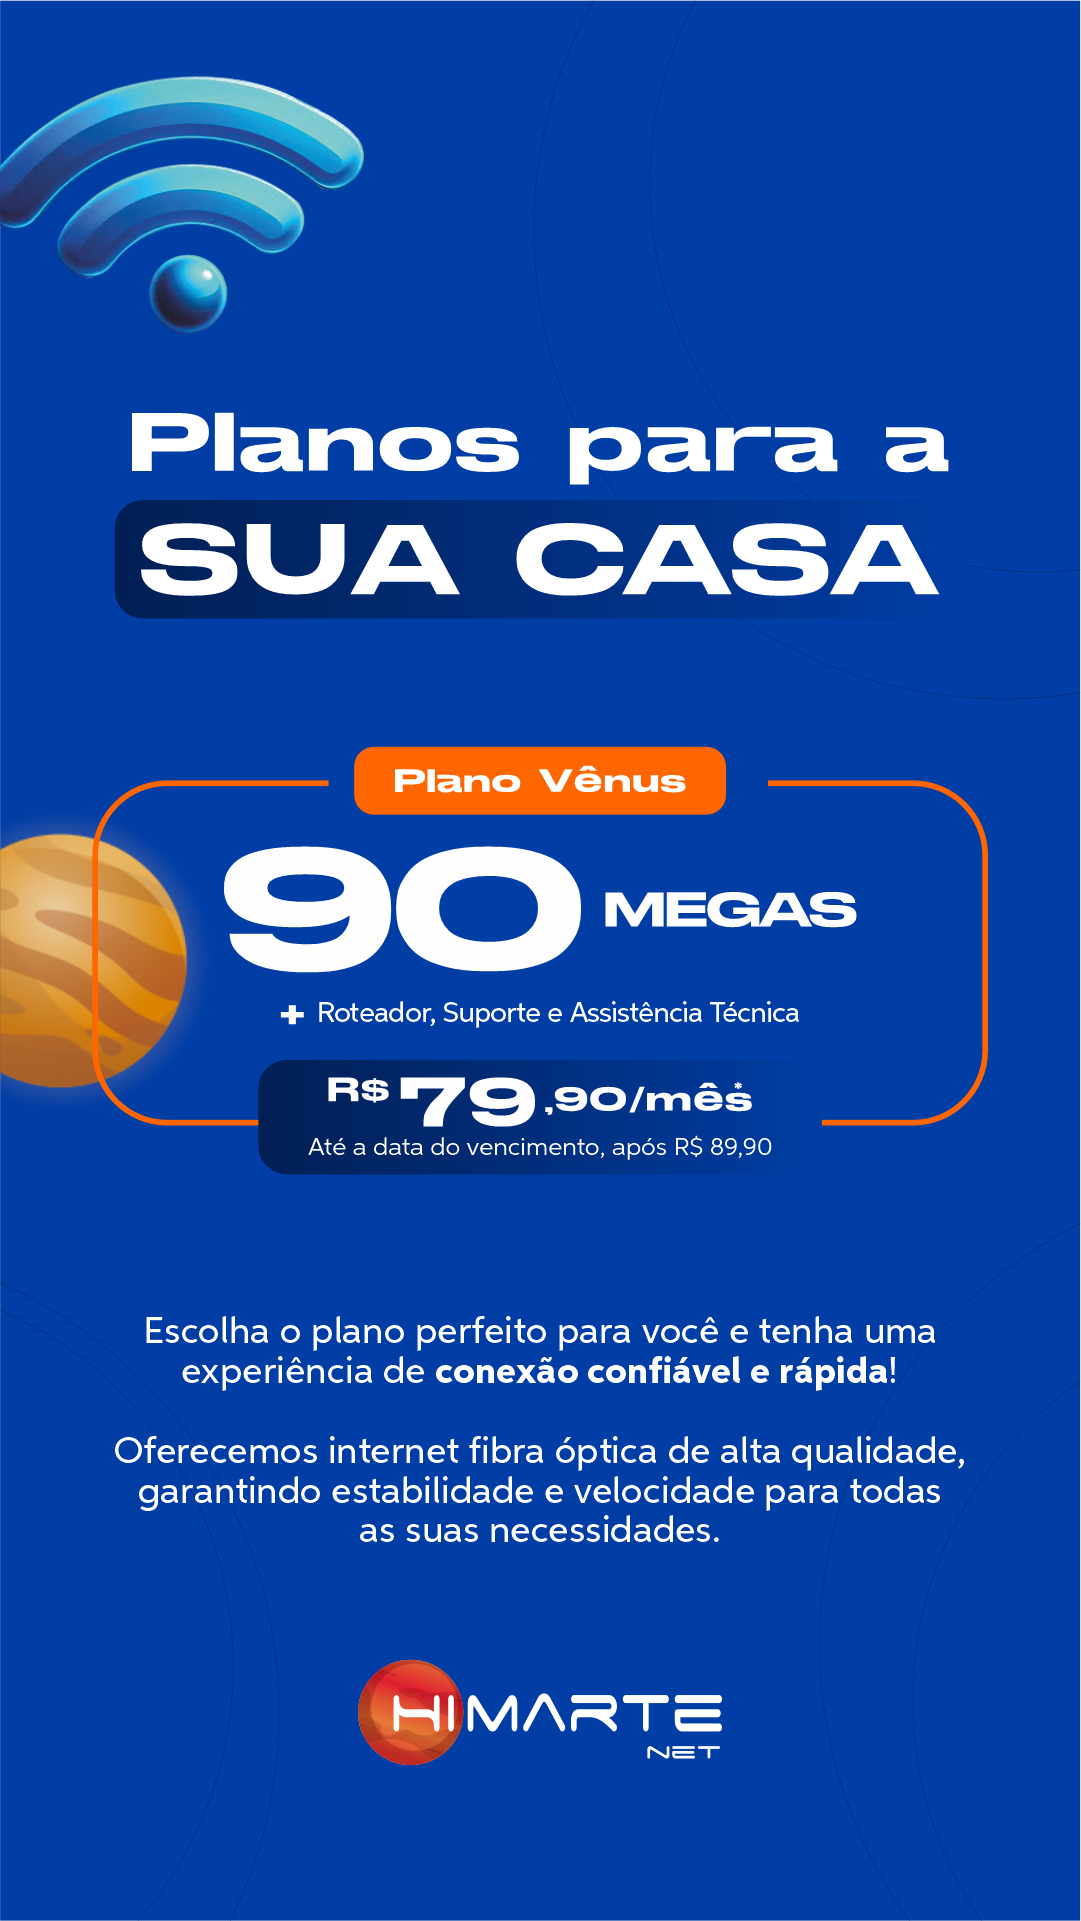 Planos para a
SUA CASA
Plano Vênus
90 MEGAS
+ Roteador, Suporte e Assistência Técnica
R$ 79,90/mês*
Até a data do vencimento, após R$ 89,90
Escolha o plano perfeito para você e tenha uma
experiência de conexão confiável e rápida!
Oferecemos internet fibra óptica de alta qualidade,
garantindo estabilidade e velocidade para todas
as suas necessidades.
HIMARTE
NET